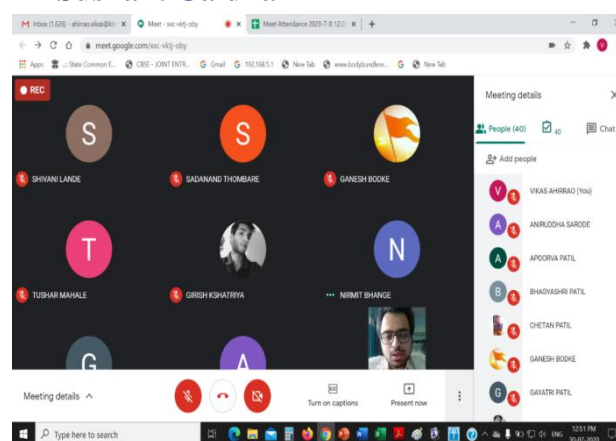 Inbox (1,626) - ahirrao.vikas@kb
Meet - xxc-vktj-oby
Meet Attendance 2020-7-8 12:2
meet.google.com/xxc-vktj-oby
Apps
..: State Common E...
CBSE - JOINT ENTR...
Gmail
192.168.5.1
New Tab
www.bodybundless...
New Tab
REC
S
SHIVANI LANDE
S
SADANAND THOMBARE
GANESH BODKE
T
TUSHAR MAHALE
GIRISH KSHATRIYA
N
NIRMIT BHANGE
G
A
Meeting details
People (40)
40
Chat
Add people
V
VIKAS AHIRRAO (You)
A
ANIRUDDHA SARODE
A
APOORVA PATIL
B
BHAGYASHRI PATIL
CHETAN PATIL
GANESH BODKE
G
GAYATRI PATIL
Meeting details
Turn on captions
Present now
Type here to search
ENG
12:51 PM